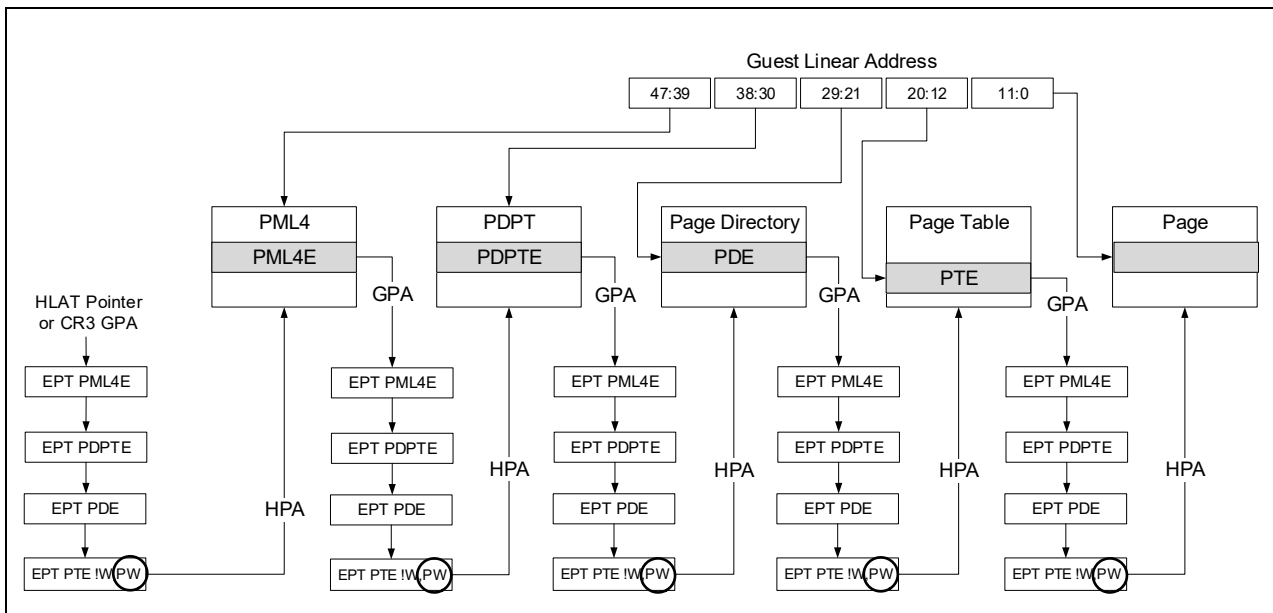 Guest Linear Address
47:39
38:30
29:21
20:12
11:0
PML4
PML4E
PDPT
PDPTE
Page Directory
PDE
Page Table
PTE
Page
GPA
GPA
GPA
GPA
HLAT Pointer
or CR3 GPA
EPT PML4E
EPT PDPTE
EPT PDE
EPT PTE !W,PW
HPA
EPT PML4E
EPT PDPTE
EPT PDE
EPT PTE !W,PW
HPA
EPT PML4E
EPT PDPTE
EPT PDE
EPT PTE !W,PW
HPA
EPT PML4E
EPT PDPTE
EPT PDE
EPT PTE !W,PW
HPA
EPT PML4E
EPT PDPTE
EPT PDE
EPT PTE !W,PW
HPA